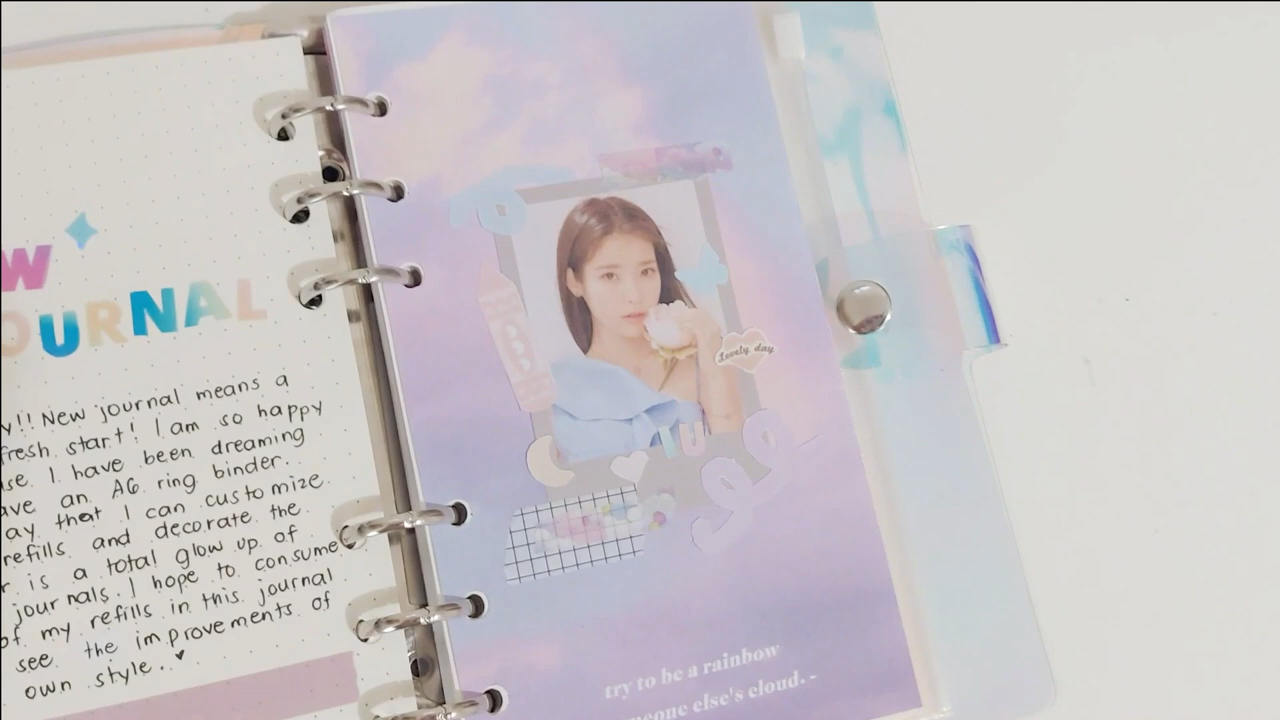 W
OURNAL
y!! New journal means a
fresh start! I am so happy
se. I have been dreaming
ave an A6 ring binder.
ay that I can customize
refills and decorate the
r is a total glow up of
journals. I hope to consume
of my refills in this journal
see the improvements of
own style..
Lovely day
IU
try to be a rainbow
someone else's cloud. -